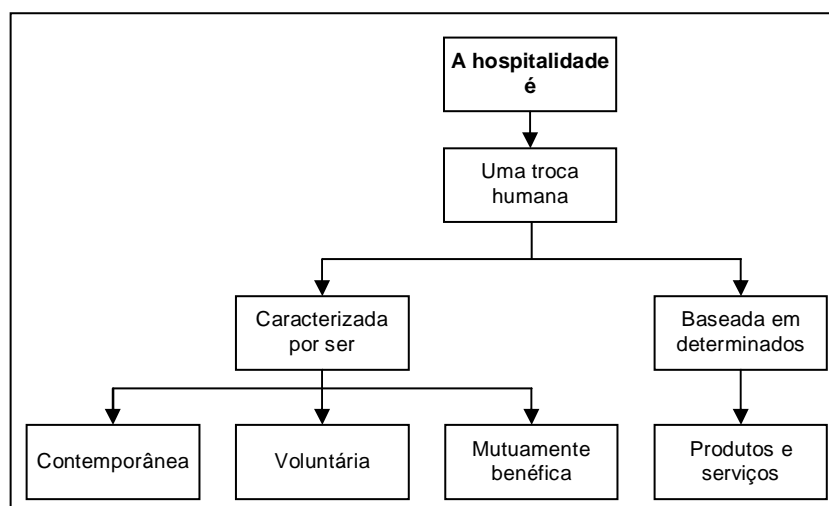 A hospitalidade
é
Uma troca
humana
Caracterizada
por ser
Baseada em
determinados
Contemporânea
Voluntária
Mutuamente
benéfica
Produtos e
serviços